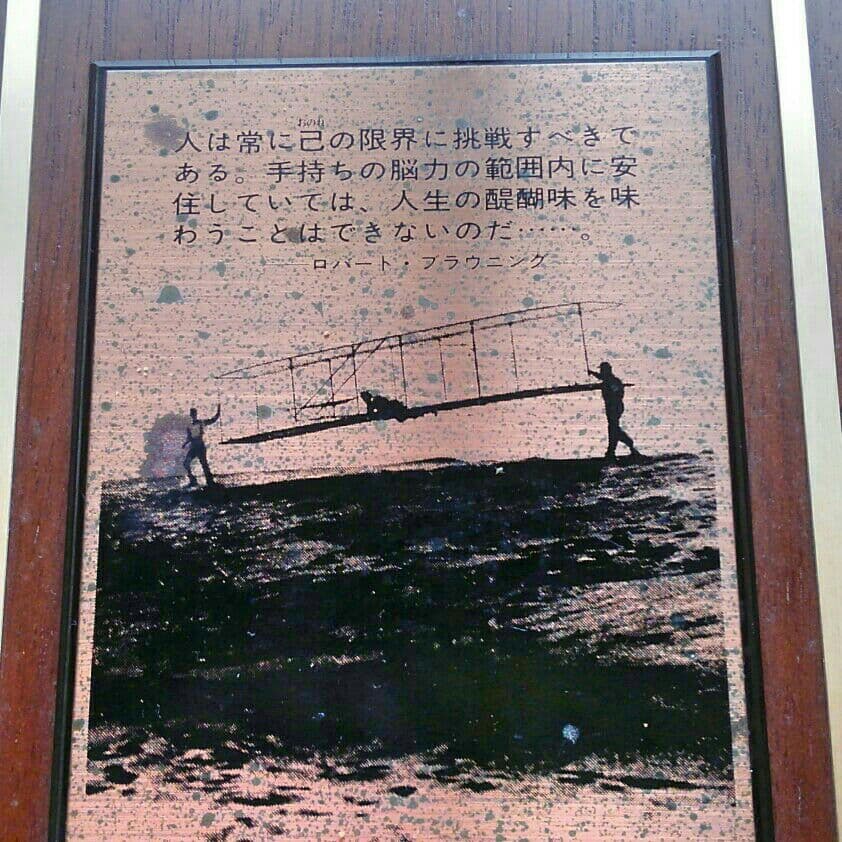 人は常に己の限界に挑戦すべきで
おのれ
ある。手持ちの脳力の範囲内に安
住していては、人生の醍醐味を味
わうことはできないのだ……。
ロバート・ブラウニング